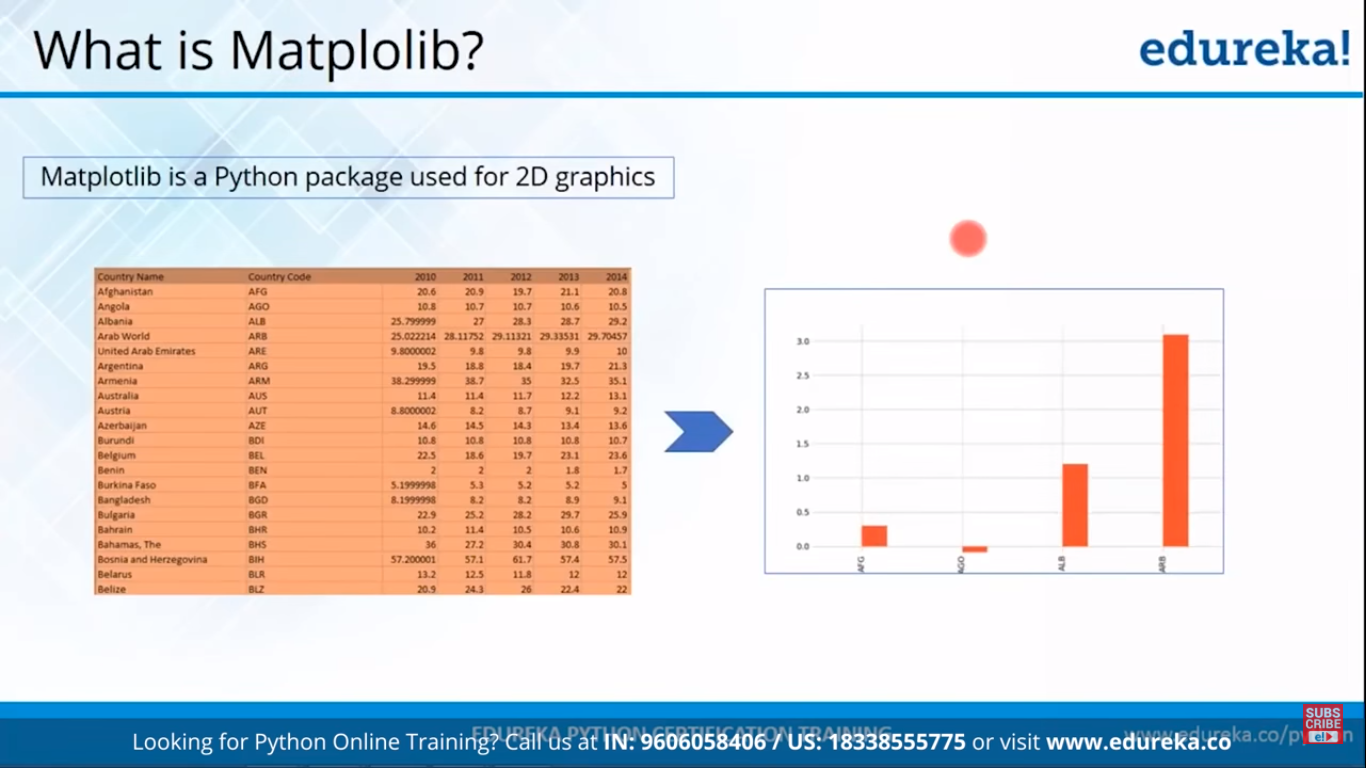 What is Matplolib?
edureka!
Matplotlib is a Python package used for 2D graphics
Country Name Country Code 2010 2011 2012 2013 2014
Afghanistan AFG 20.6 20.9 19.7 21.1 20.8
Angola AGO 10.8 10.7 10.7 10.6 10.5
Albania ALB 25.799999 27 28.3 28.7 29.2
Arab World ARB 25.022214 28.11752 29.11321 29.33531 29.70457
United Arab Emirates ARE 9.8000002 9.8 9.8 9.9 10
Argentina ARG 19.5 18.8 18.4 19.7 21.3
Armenia ARM 38.299999 38.7 35 32.5 35.1
Australia AUS 11.4 11.4 11.7 12.2 13.1
Austria AUT 8.8000002 8.2 8.7 9.1 9.2
Azerbaijan AZE 14.6 14.5 14.3 13.4 13.6
Burundi BDI 10.8 10.8 10.8 10.8 10.7
Belgium BEL 22.5 18.6 19.7 23.1 23.6
Benin BEN 2 2 2 1.8 1.7
Burkina Faso BFA 5.1999998 5.3 5.2 5.2 5
Bangladesh BGD 8.1999998 8.2 8.2 8.9 9.1
Bulgaria BGR 22.9 25.2 28.2 29.7 25.9
Bahrain BHR 10.2 11.4 10.5 10.6 10.9
Bahamas, The BHS 36 27.2 30.4 30.8 30.1
Bosnia and Herzegovina BIH 57.200001 57.1 61.7 57.4 57.5
Belarus BLR 13.2 12.5 11.8 12 12
Belize BLZ 20.9 24.3 26 22.4 22
3.0
2.5
2.0
1.5
1.0
0.5
0.0
AFG AGO ALB ARB
SUBS
CRIBE
e!
EDUREKA PYTHON CERTIFICATION TRAINING
Looking for Python Online Training? Call us at IN: 9606058406 / US: 18338555775 or visit www.edureka.co